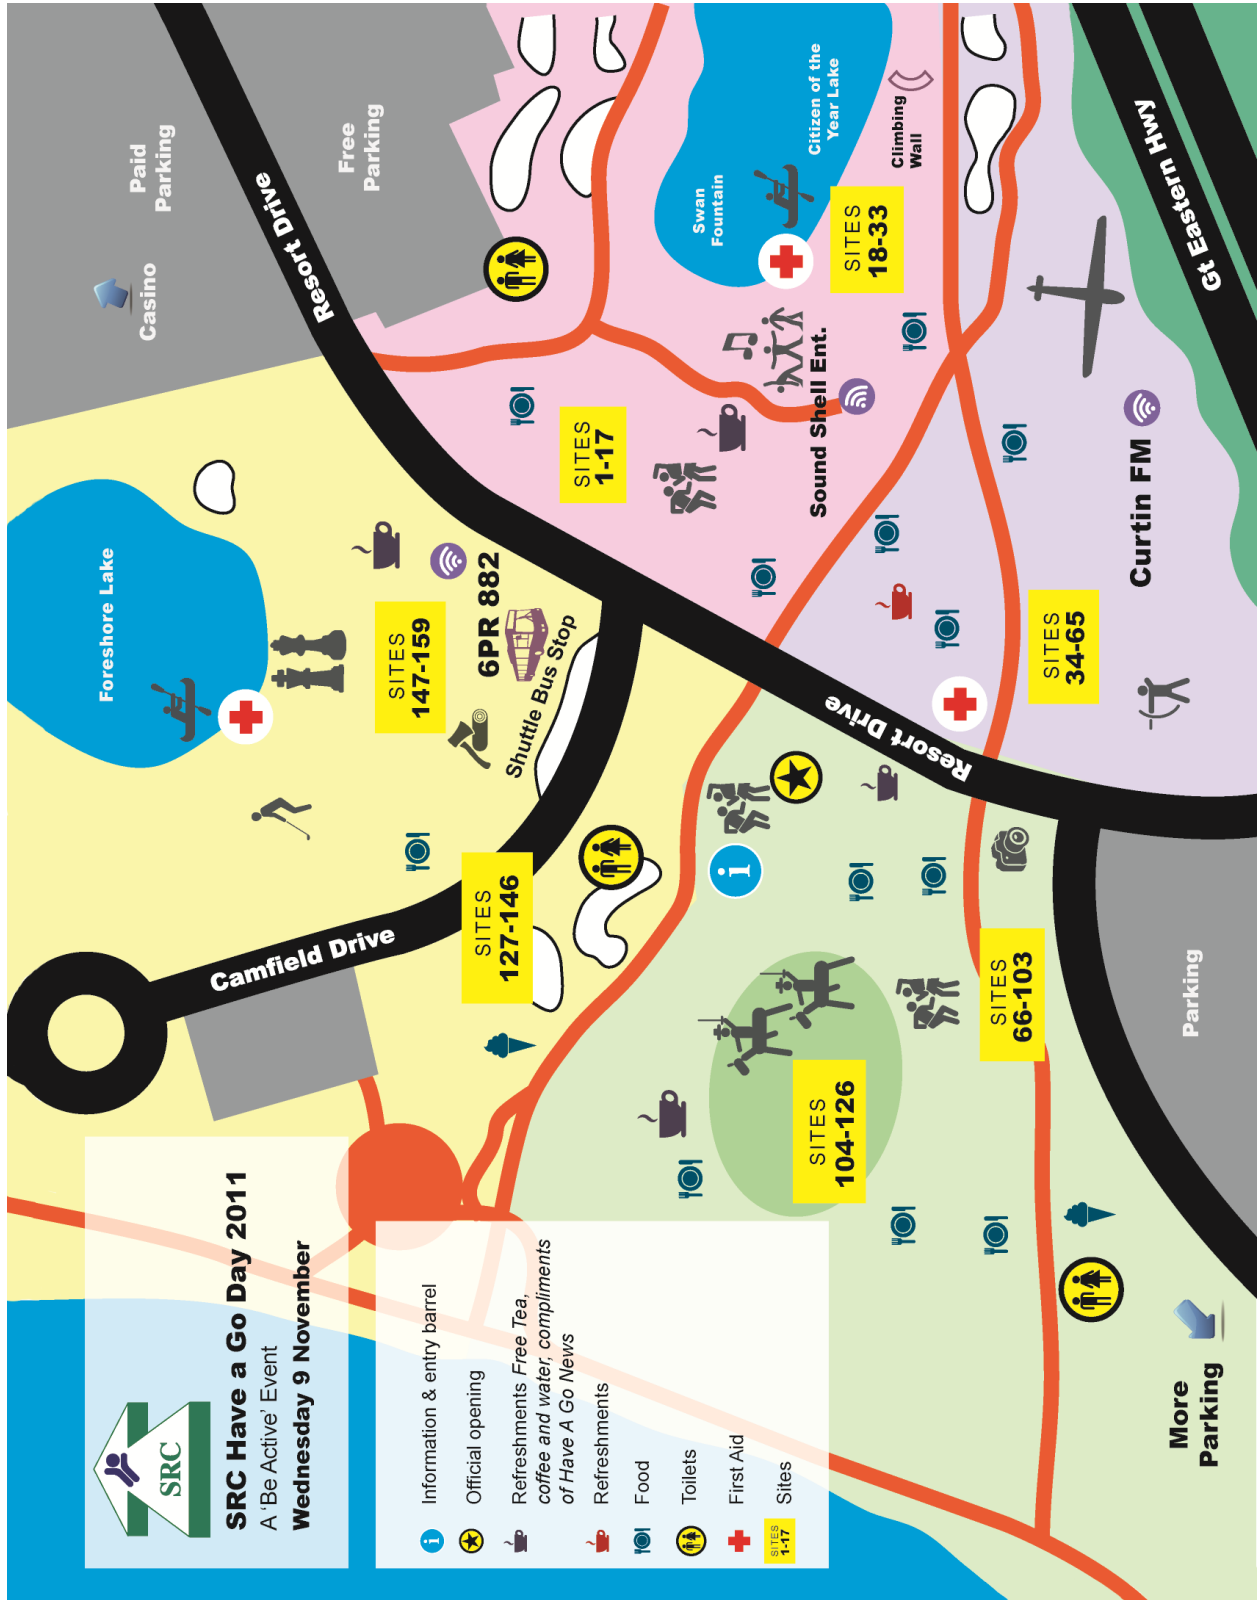 SRC
SRC Have a Go Day 2011
A 'Be Active' Event
Wednesday 9 November
i
Information & entry barrel
Official opening
Refreshments Free Tea,
coffee and water, compliments
of Have A Go News
Refreshments
Food
Toilets
First Aid
SITES
1-17
Sites
Camfield Drive
Foreshore Lake
Casino
Paid
Parking
Free
Parking
Resort Drive
SITES
147-159
6PR 882
Shuttle Bus Stop
SITES
127-146
SITES
1-17
Swan
Fountain
Citizen of the
Year Lake
Climbing
Wall
SITES
18-33
Sound Shell Ent.
i
Resort Drive
SITES
104-126
SITES
66-103
SITES
34-65
Curtin FM
Gt Eastern Hwy
Parking
More
Parking